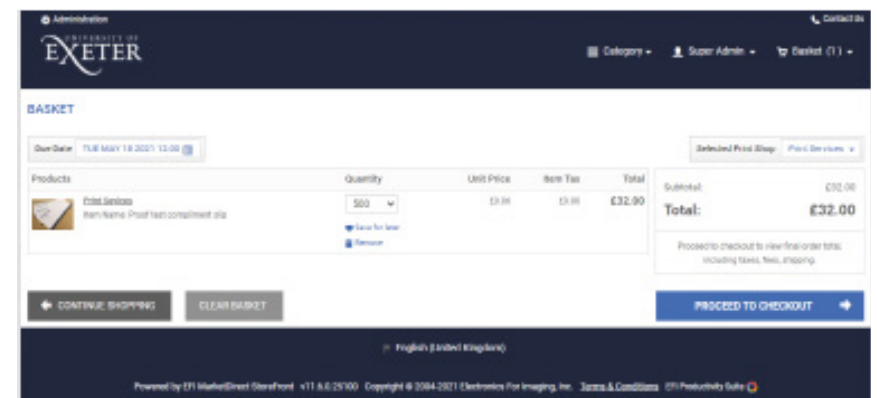 Administration
Contact Us
UNIVERSITY OF
EXETER
Category
Super Admin
Basket (1)
BASKET
Due Date TUE MAY 18 2021 12:00
Selected Print Shop Print Services
Products Quantity Unit Price Item Tax Total
Print Services 500 £32.00
Item Name: Proof test compliment slip
Save for later
Remove
Subtotal: £32.00
Total: £32.00
Proceed to checkout to view final order total,
including taxes, fees, shipping.
CONTINUE SHOPPING CLEAR BASKET PROCEED TO CHECKOUT
English (United Kingdom)
Powered by EFI MarketDirect StoreFront Copyright © 2004-2021 Electronics For Imaging, Inc. Terms & Conditions EFI Productivity Suite